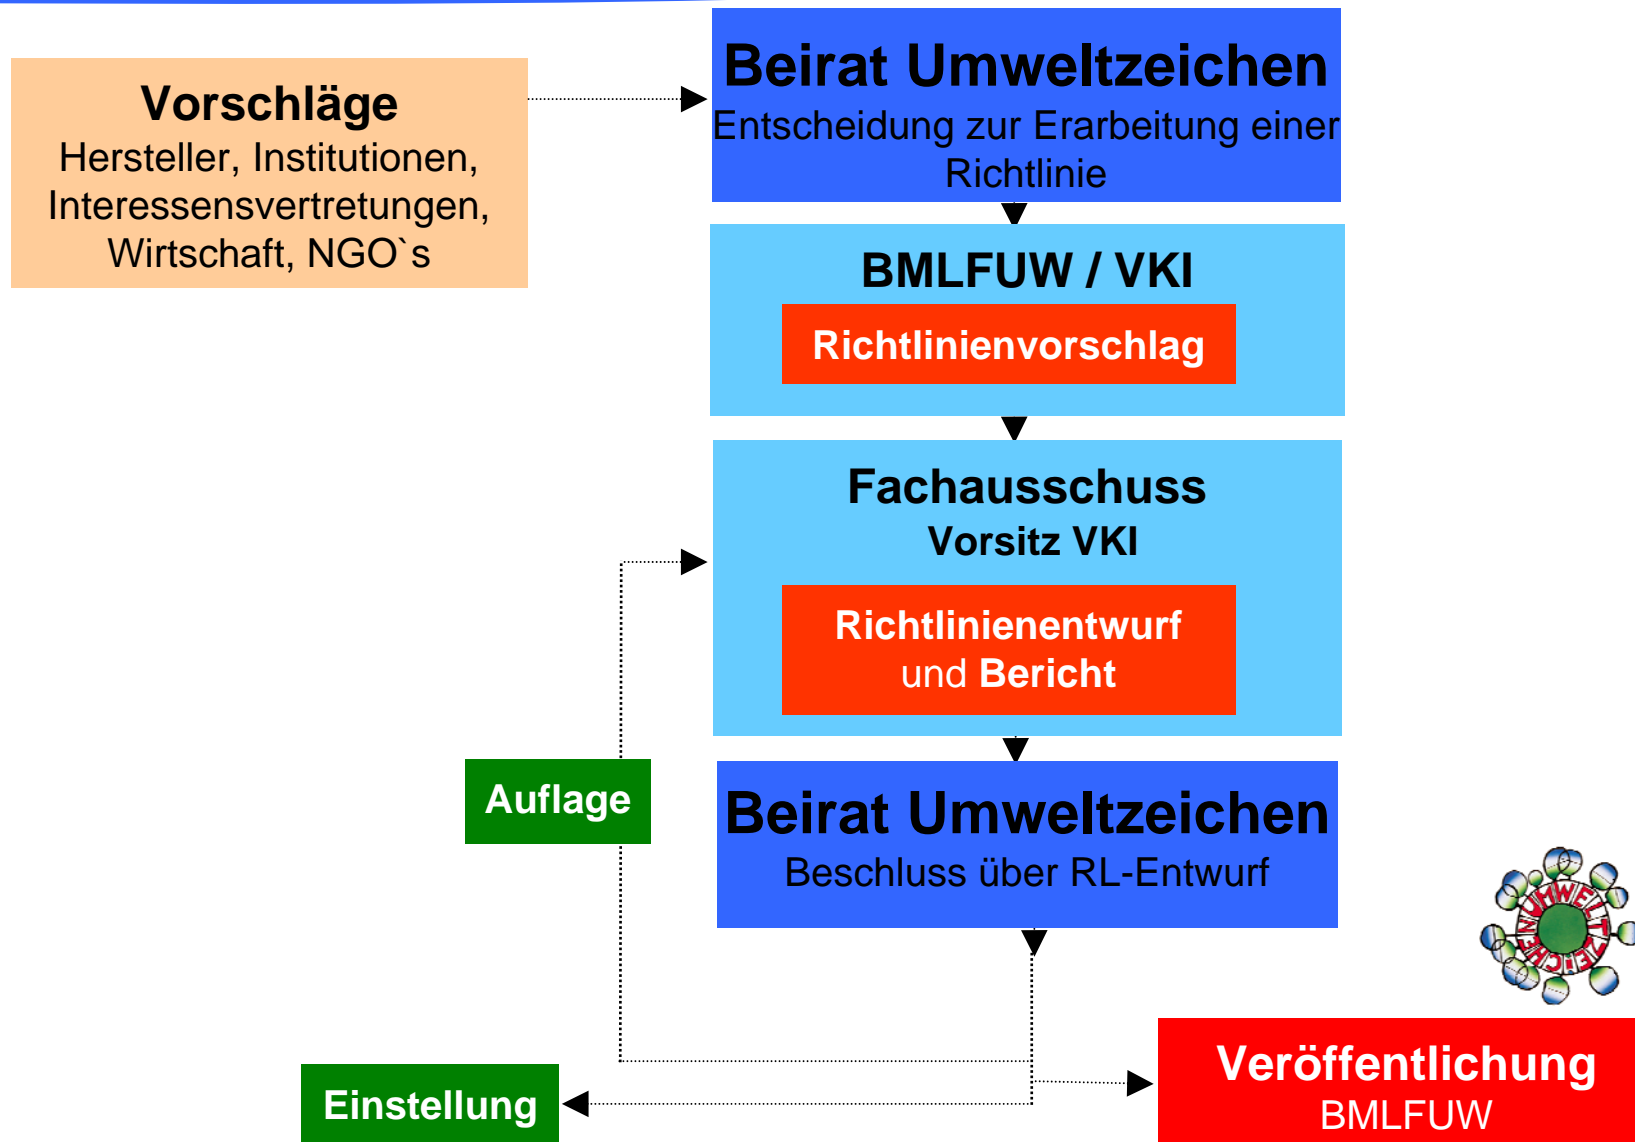 Vorschläge
Hersteller, Institutionen,
Interessensvertretungen,
Wirtschaft, NGO`s
Beirat Umweltzeichen
Entscheidung zur Erarbeitung einer
Richtlinie
BMLFUW / VKI
Richtlinienvorschlag
Fachausschuss
Vorsitz VKI
Richtlinienentwurf
und Bericht
Auflage
Beirat Umweltzeichen
Beschluss über RL-Entwurf
UMWELTZEICHEN
Einstellung
Veröffentlichung
BMLFUW